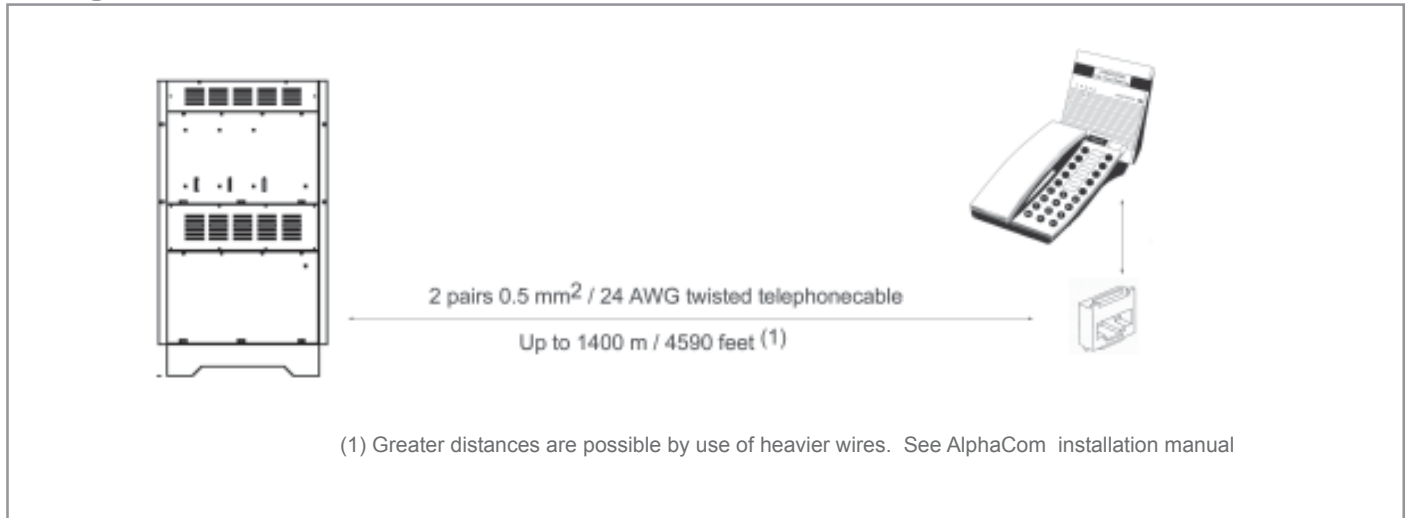 2 pairs 0.5 mm2 / 24 AWG twisted telephonecable
Up to 1400 m / 4590 feet (1)
(1) Greater distances are possible by use of heavier wires. See AlphaCom installation manual